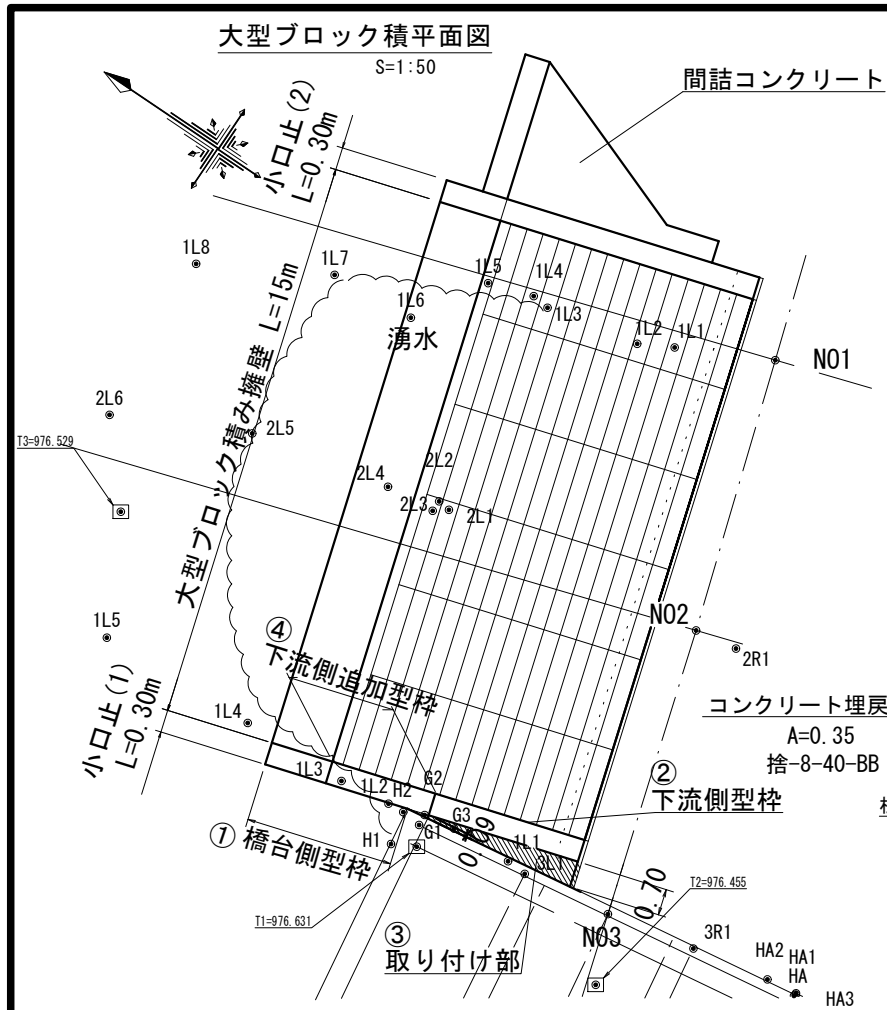 大型ブロック積平面図
S=1:50
間詰コンクリート
小口止(2)
L=0.30m
1L8
1L7
1L5
1L4
1L3
1L6
湧水
1L2
1L1
NO1
大型ブロック積み擁壁 L=15m
2L6
T3=976.529
2L5
2L4
2L2
2L3
2L1
NO2
2R1
1L5
④
下流側追加型枠
1L4
小口止(1)
L=0.30m
コンクリート埋戻
A=0.35
捨-8-40-BB
②
下流側型枠
1L3
1L2
H2
G2
G3
G1
H1
1L1
3L1
0.70
① 橋台側型枠
T1=976.631
T2=976.455
③
取り付け部
NO3
3R1
HA2
HA1
HA
HA3